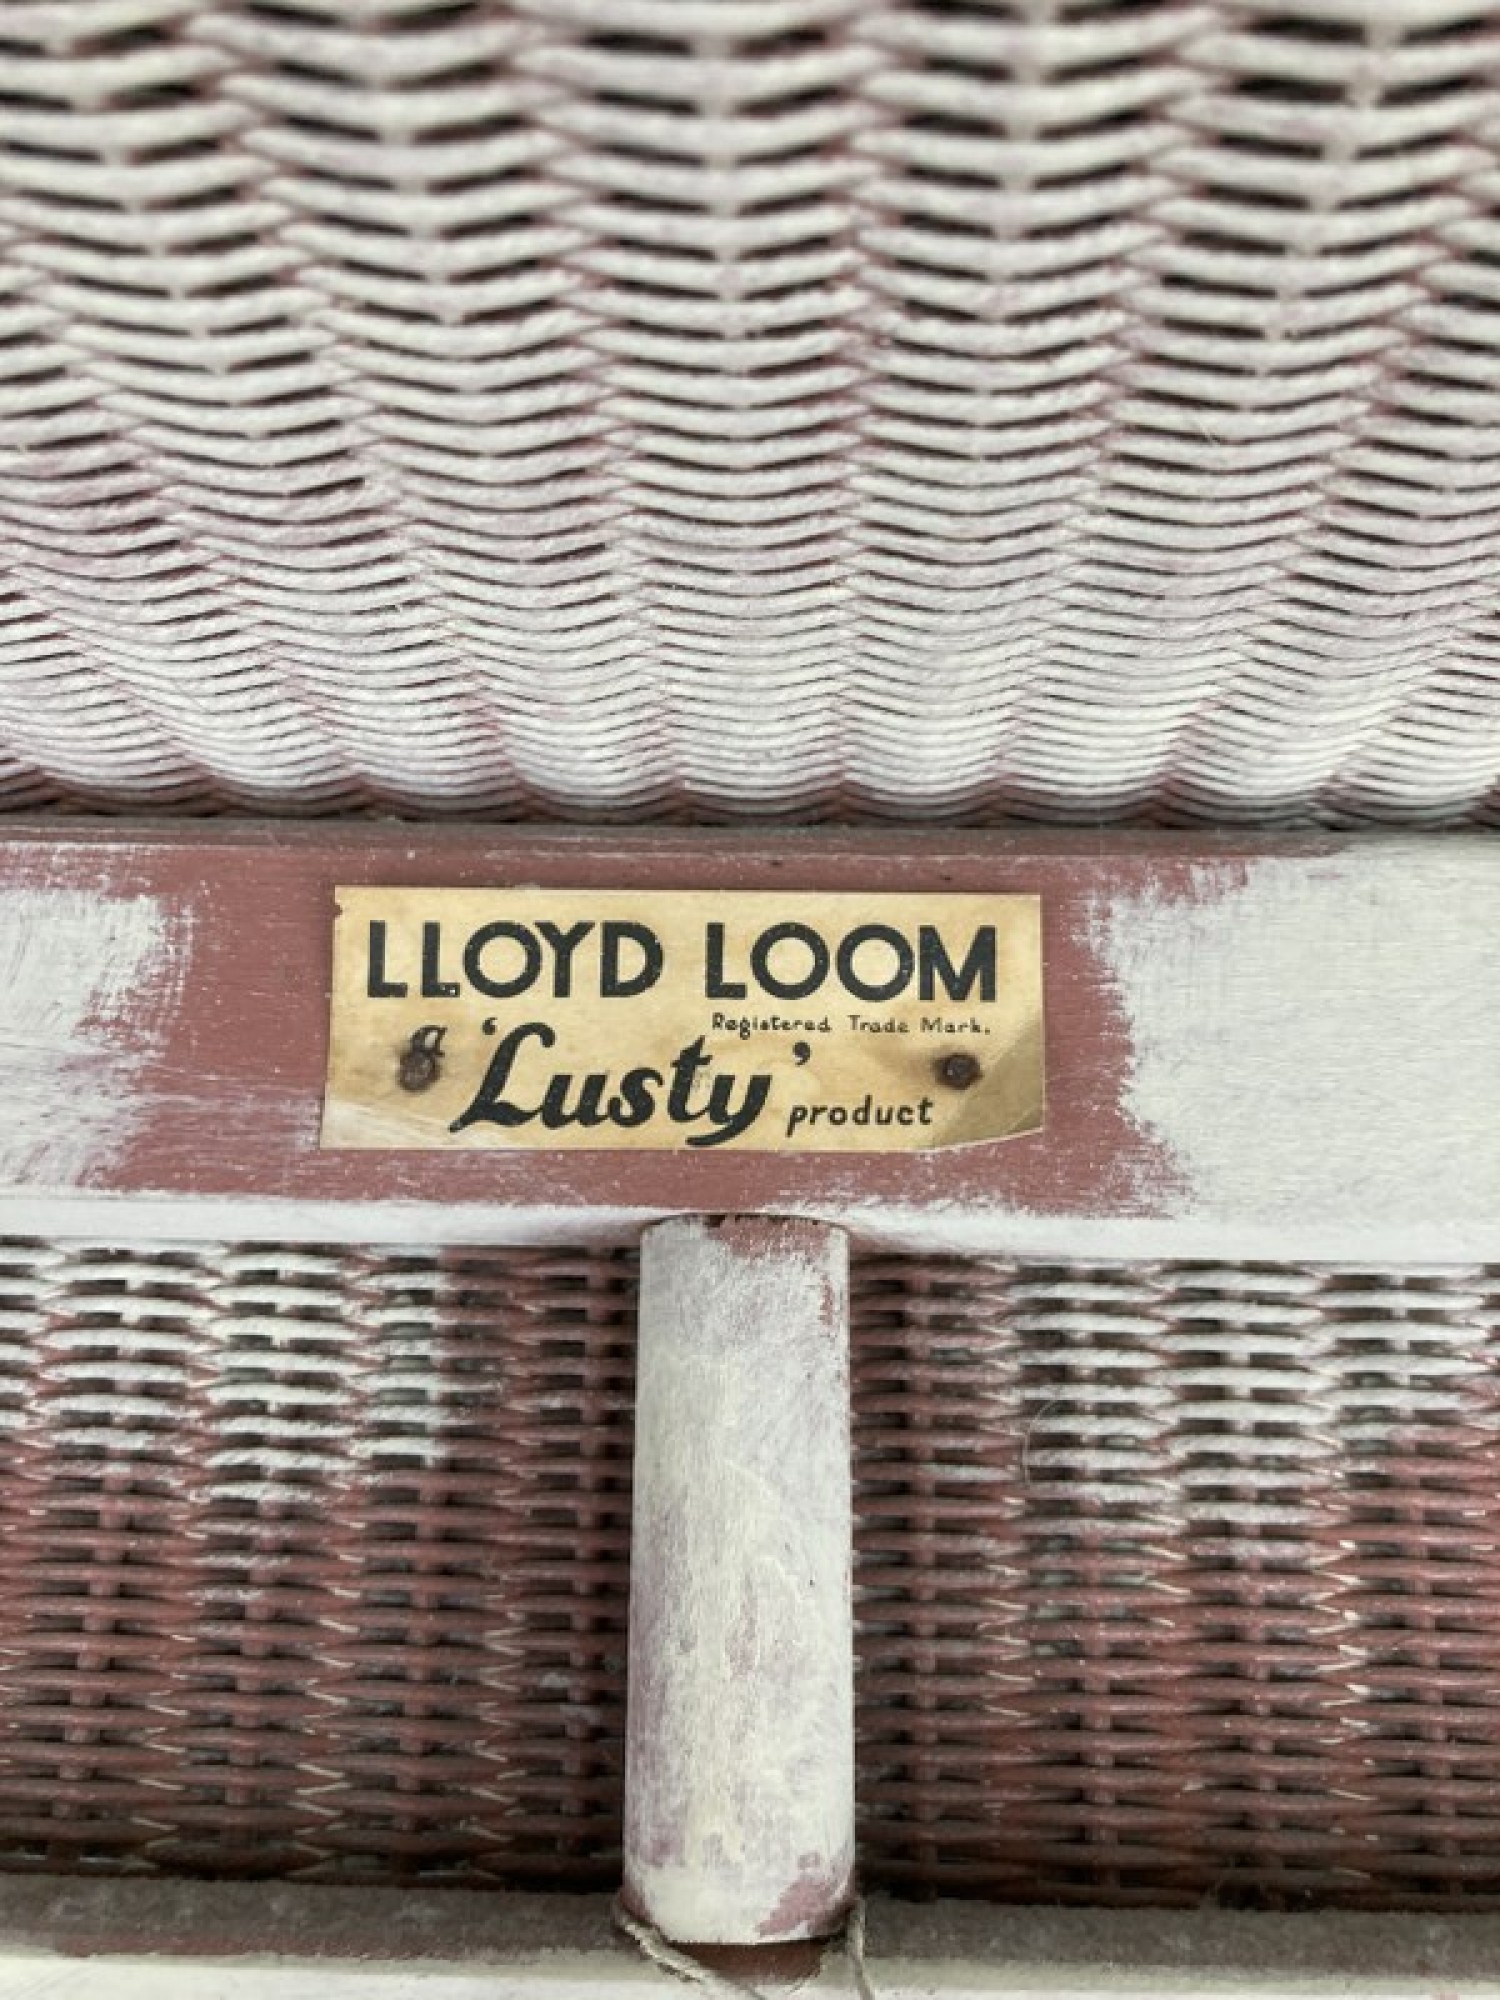 LLOYD LOOM
Registered Trade Mark.
a 'Lusty' product